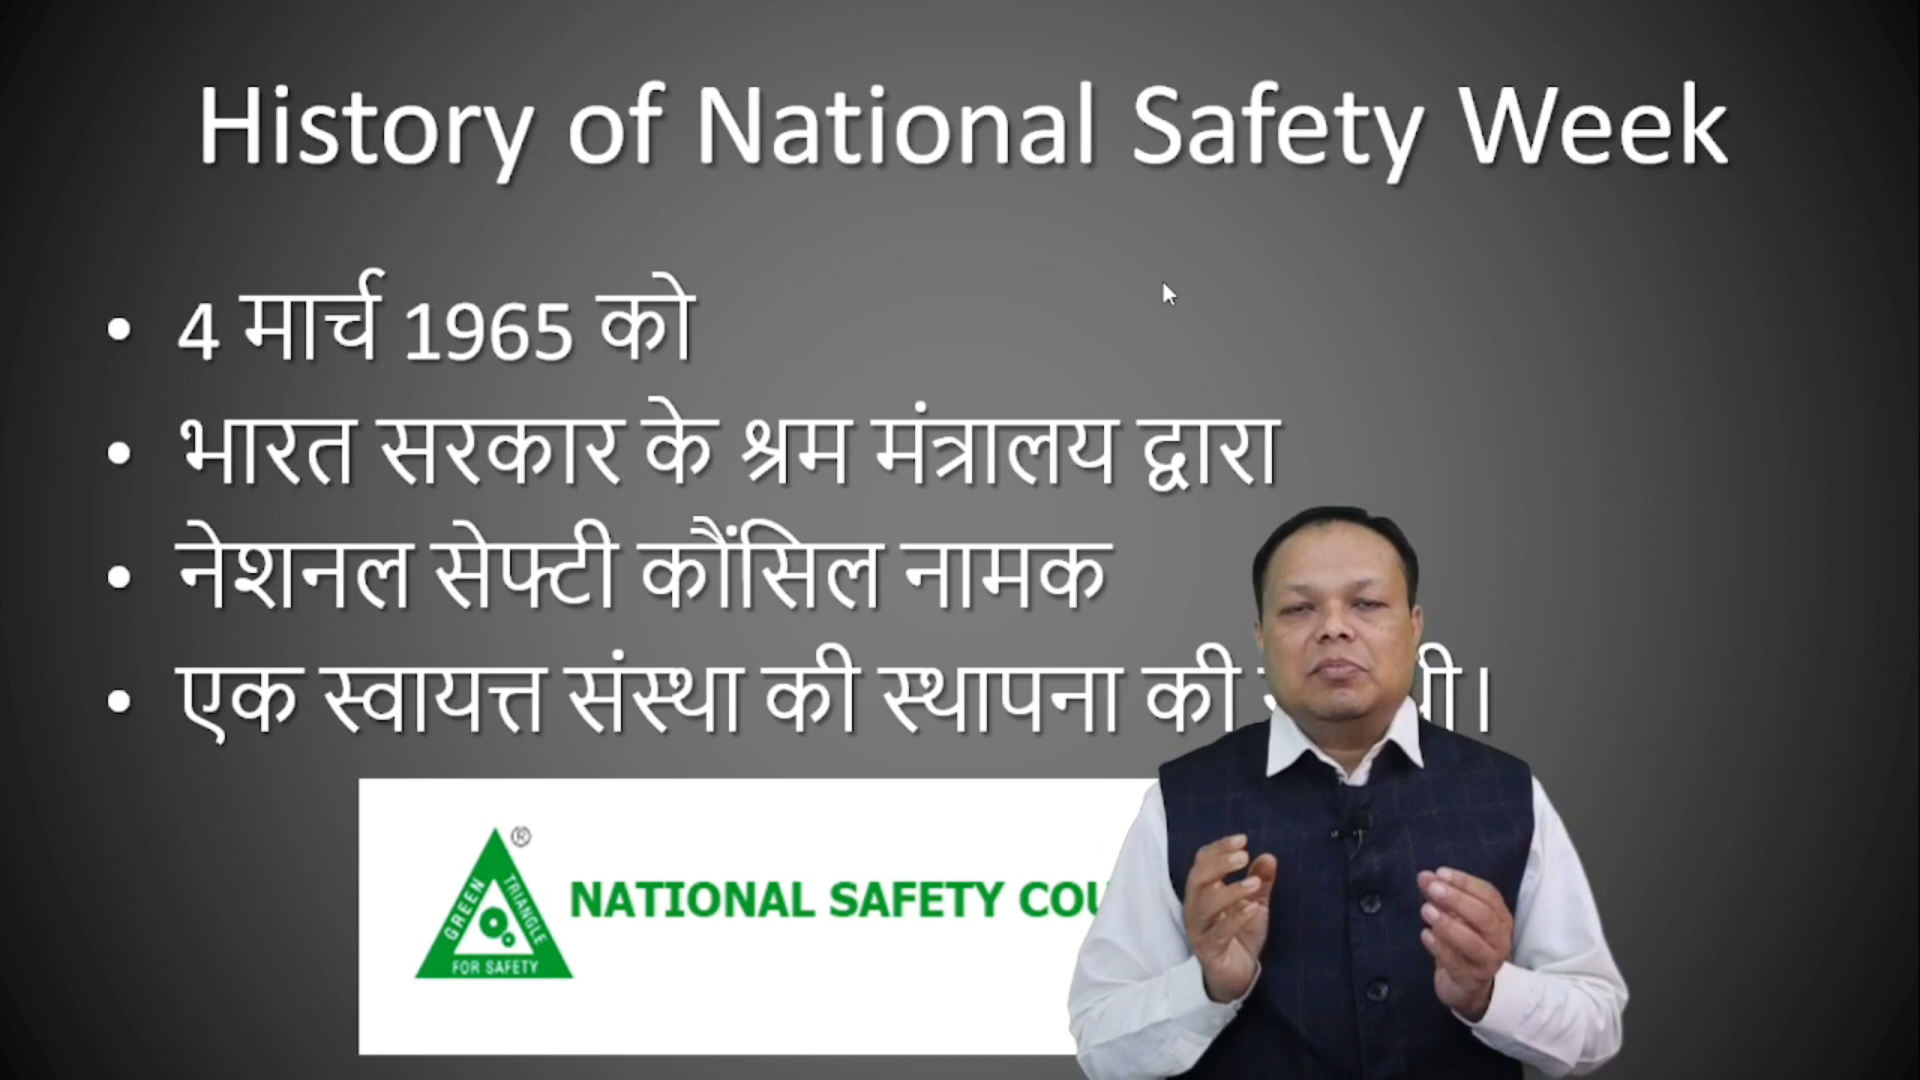 History of National Safety Week
• 4 मार्च 1965 को
• भारत सरकार के श्रम मंत्रालय द्वारा
• नेशनल सेफ्टी कौंसिल नामक
• एक स्वायत्त संस्था की स्थापना की
®
GREEN TRIANGLE
FOR SAFETY
NATIONAL SAFETY